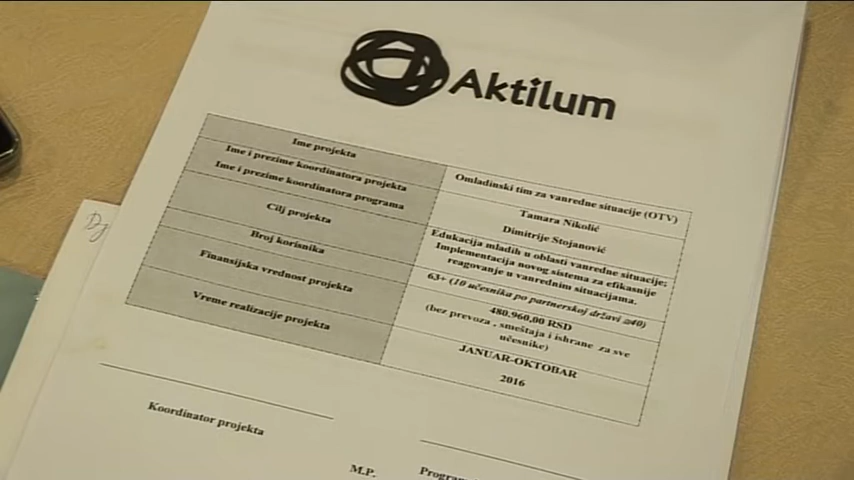 Aktilum
Ime projekta
Omladinski tim za vanredne situacije (OTV)
Ime i prezime koordinatora projekta
Tamara Nikolić
Ime i prezime koordinatora programa
Dimitrije Stojanović
Cilj projekta
Edukacija mladih u oblasti vanredne situacije;
Implementacija novog sistema za efikasnije
reagovanje u vanrednim situacijama.
Broj korisnika
63+ (10 učesnika po partnerskoj državi ≥40)
Finansijska vrednost projekta
480.960,00 RSD
(bez prevoza , smeštaja i ishrane za sve
učesnike)
Vreme realizacije projekta
JANUAR-OKTOBAR
2016
Koordinator projekta
M.P.